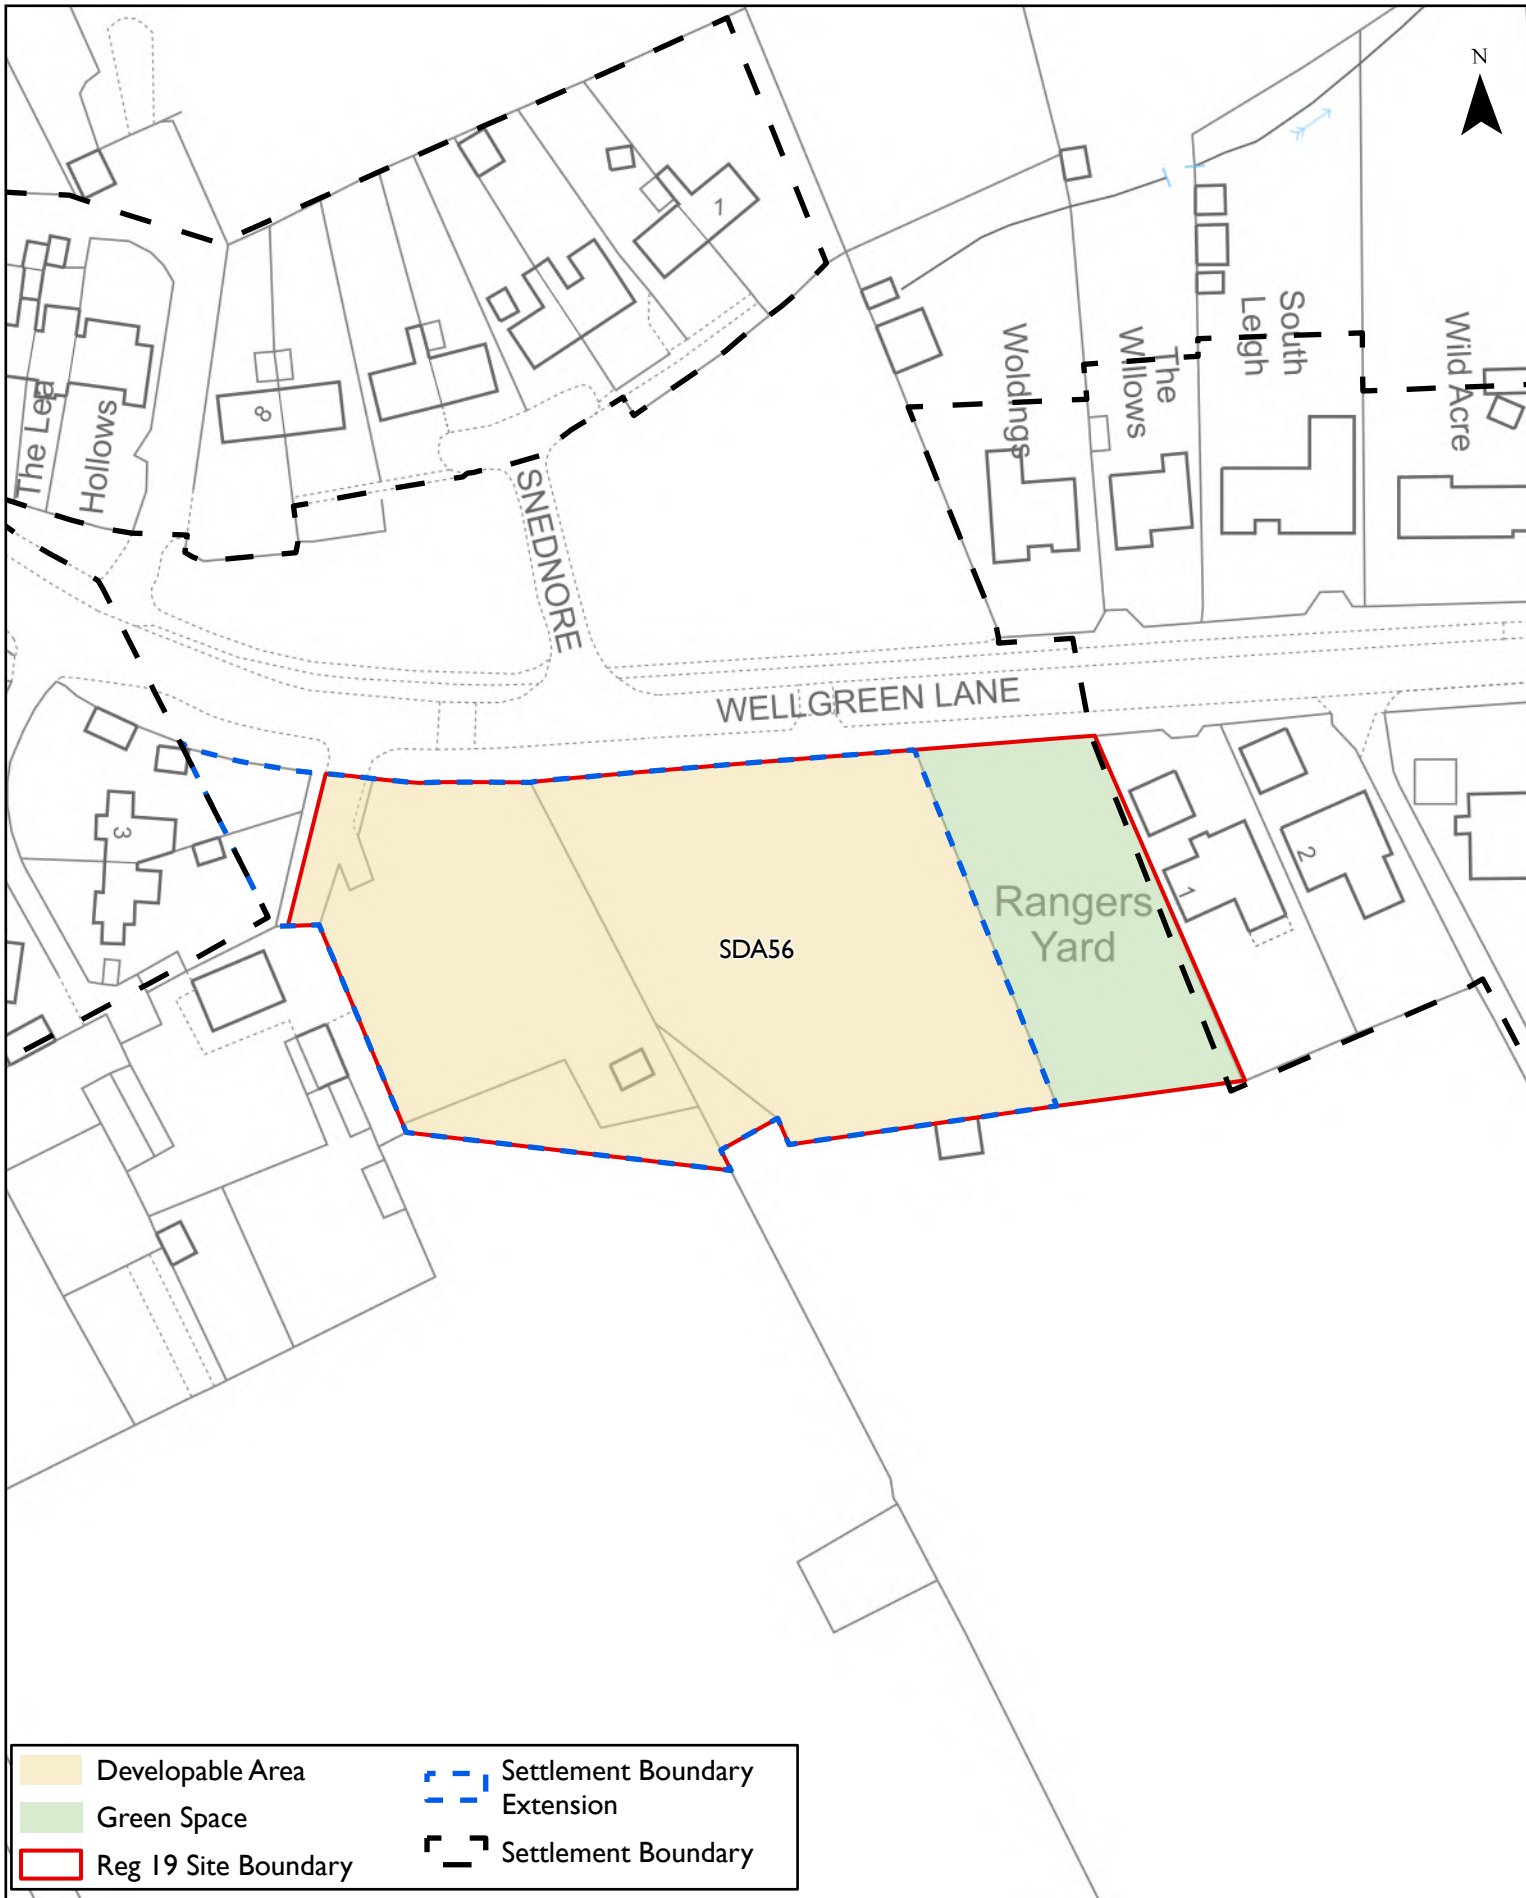 N
1
8
The Lea
Hollows
SNEDNORE
Woldings
The
Willows
South
Leigh
Wild Acre
WELLGREEN LANE
3
SDA56
Rangers
Yard
1
2
Developable Area
Green Space
Reg 19 Site Boundary
Settlement Boundary
Extension
Settlement Boundary